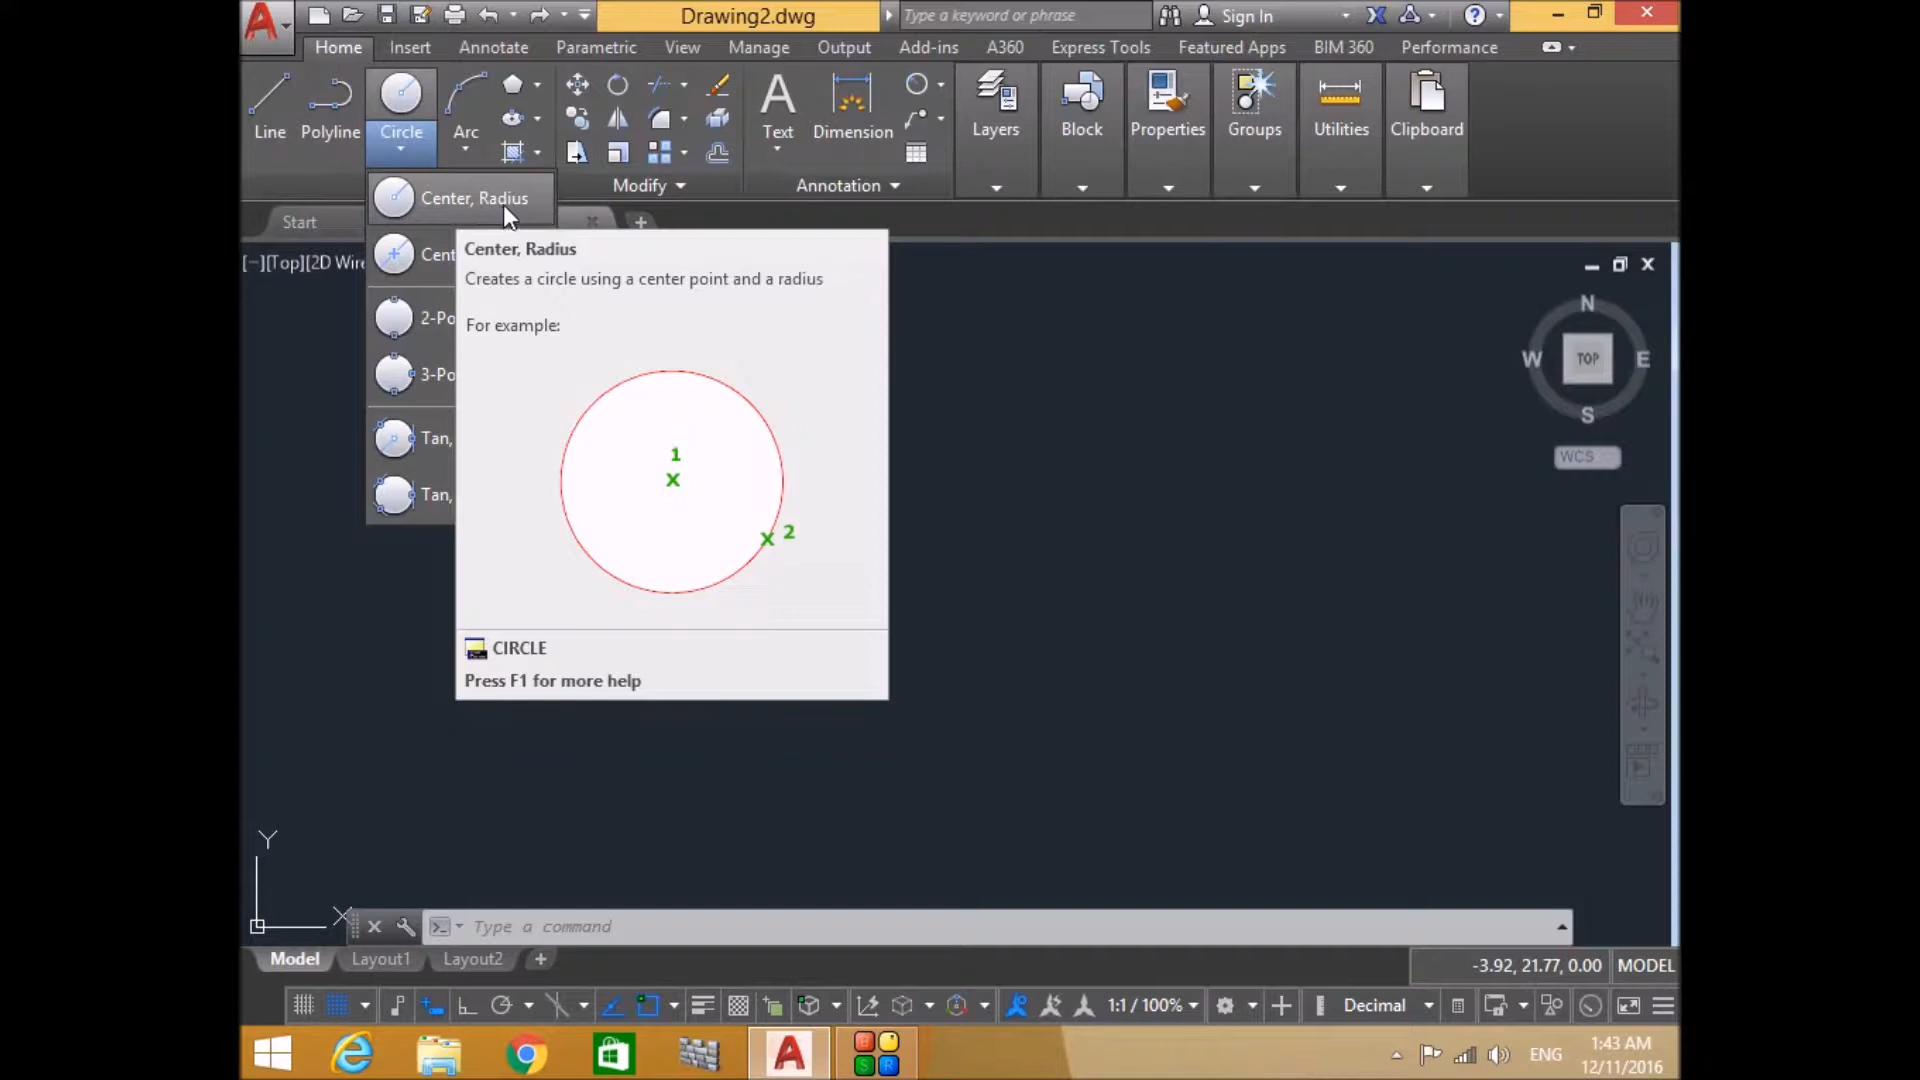 Drawing2.dwg
Type a keyword or phrase
Sign In
Home Insert Annotate Parametric View Manage Output Add-ins A360 Express Tools Featured Apps BIM 360 Performance
Line Polyline Circle Arc Text Dimension Layers Block Properties Groups Utilities Clipboard
Modify Annotation
Center, Radius
Start
[−][Top][2D Wire
Cent
2-Po
3-Po
Tan,
Tan,
Center, Radius
Creates a circle using a center point and a radius
For example:
1
x
x 2
CIRCLE
Press F1 for more help
N
W TOP E
S
WCS
Y
X
Type a command
Model Layout1 Layout2
-3.92, 21.77, 0.00 MODEL
1:1 / 100% Decimal
ENG
1:43 AM
12/11/2016